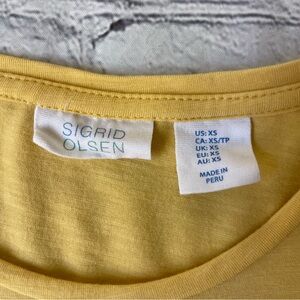 SIGRID
OLSEN
US: XS
CA: XS/TP
UK: XS
EU: XS
AU: XS
MADE IN
PERU